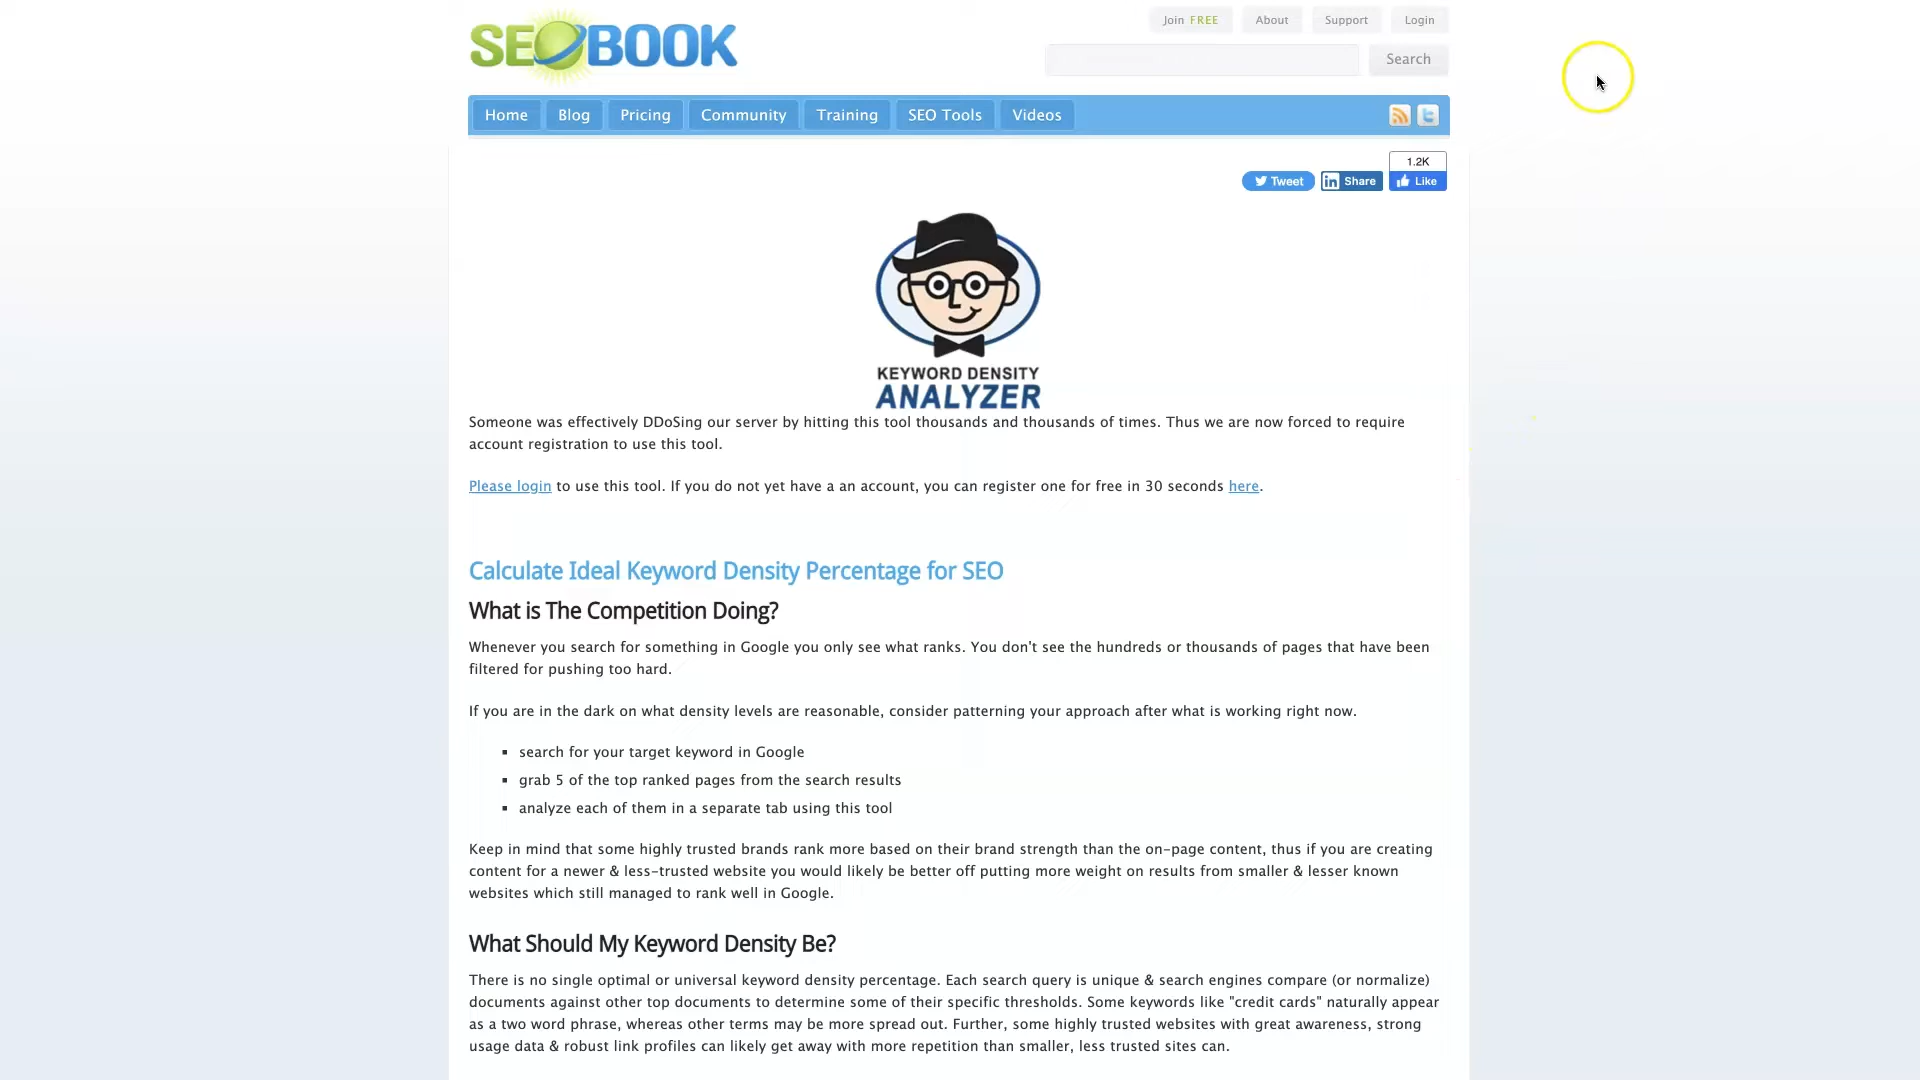 SEOBOOK
Join FREE
About
Support
Login
Search
Home
Blog
Pricing
Community
Training
SEO Tools
Videos
1.2K
Tweet
Share
Like
KEYWORD DENSITY
ANALYZER
Someone was effectively DDoSing our server by hitting this tool thousands and thousands of times. Thus we are now forced to require
account registration to use this tool.
Please login to use this tool. If you do not yet have a an account, you can register one for free in 30 seconds here.
Calculate Ideal Keyword Density Percentage for SEO
What is The Competition Doing?
Whenever you search for something in Google you only see what ranks. You don't see the hundreds or thousands of pages that have been
filtered for pushing too hard.
If you are in the dark on what density levels are reasonable, consider patterning your approach after what is working right now.
▪ search for your target keyword in Google
▪ grab 5 of the top ranked pages from the search results
▪ analyze each of them in a separate tab using this tool
Keep in mind that some highly trusted brands rank more based on their brand strength than the on-page content, thus if you are creating
content for a newer & less-trusted website you would likely be better off putting more weight on results from smaller & lesser known
websites which still managed to rank well in Google.
What Should My Keyword Density Be?
There is no single optimal or universal keyword density percentage. Each search query is unique & search engines compare (or normalize)
documents against other top documents to determine some of their specific thresholds. Some keywords like "credit cards" naturally appear
as a two word phrase, whereas other terms may be more spread out. Further, some highly trusted websites with great awareness, strong
usage data & robust link profiles can likely get away with more repetition than smaller, less trusted sites can.